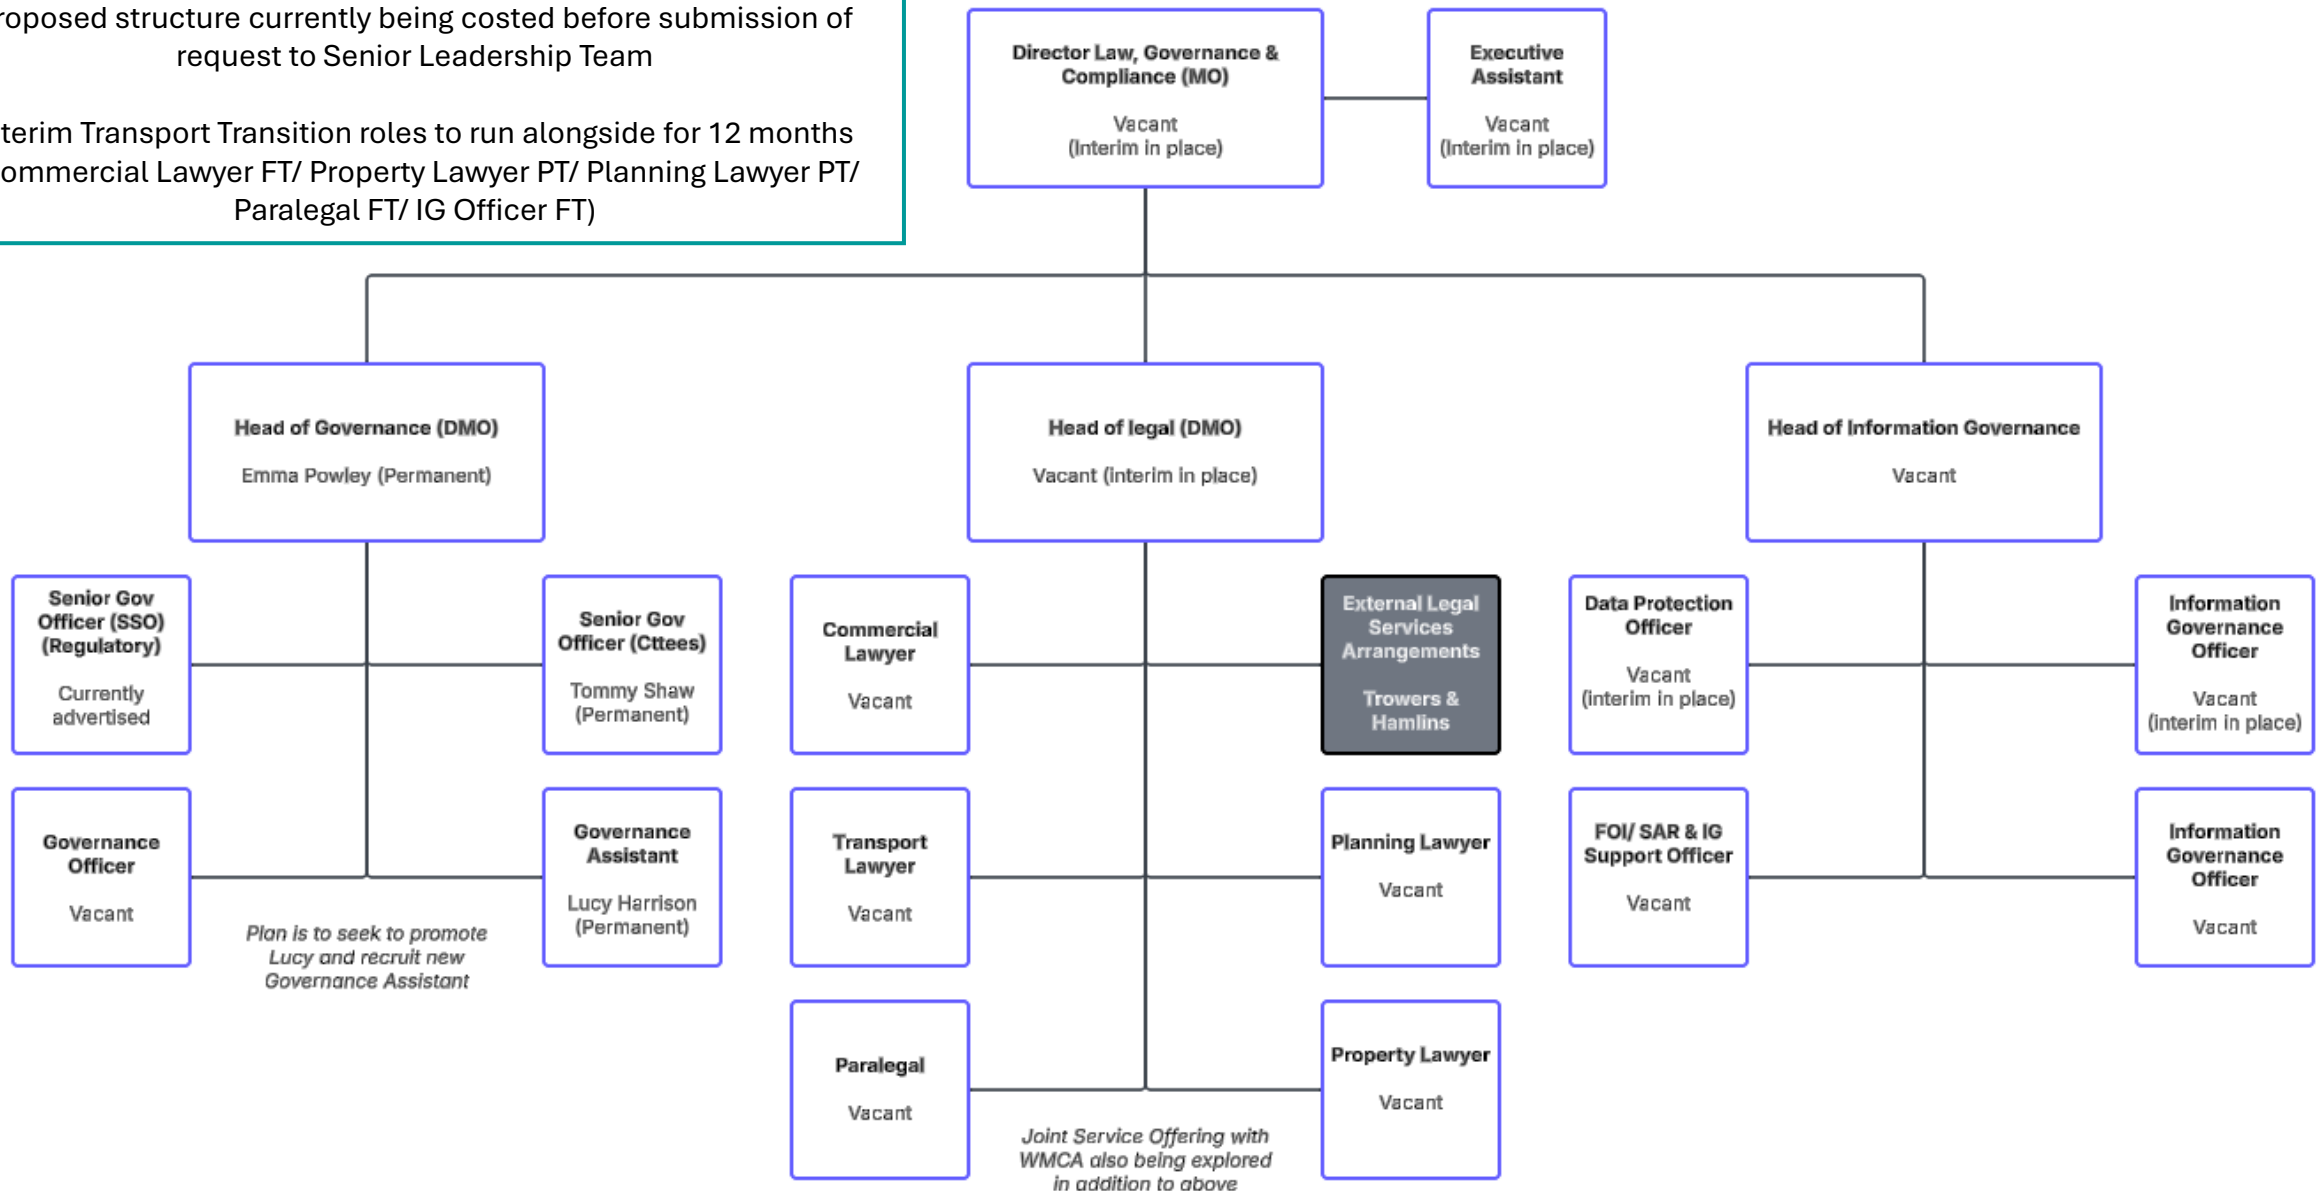 roposed structure currently being costed before submission of
request to Senior Leadership Team
terim Transport Transition roles to run alongside for 12 months
ommercial Lawyer FT/ Property Lawyer PT/ Planning Lawyer PT/
Paralegal FT/ IG Officer FT)
Director Law, Governance &
Compliance (MO)
Vacant
(Interim in place)
Executive
Assistant
Vacant
(Interim in place)
Head of Governance (DMO)
Emma Powley (Permanent)
Head of legal (DMO)
Vacant (interim in place)
Head of Information Governance
Vacant
Senior Gov
Officer (SSO)
(Regulatory)
Currently
advertised
Senior Gov
Officer (Cttees)
Tommy Shaw
(Permanent)
Commercial
Lawyer
Vacant
External Legal
Services
Arrangements
Trowers &
Hamlins
Data Protection
Officer
Vacant
(interim in place)
Information
Governance
Officer
Vacant
(interim in place)
Governance
Officer
Vacant
Plan is to seek to promote
Lucy and recruit new
Governance Assistant
Governance
Assistant
Lucy Harrison
(Permanent)
Transport
Lawyer
Vacant
Planning Lawyer
Vacant
FOI/ SAR & IG
Support Officer
Vacant
Information
Governance
Officer
Vacant
Paralegal
Vacant
Joint Service Offering with
WMCA also being explored
in addition to above
Property Lawyer
Vacant